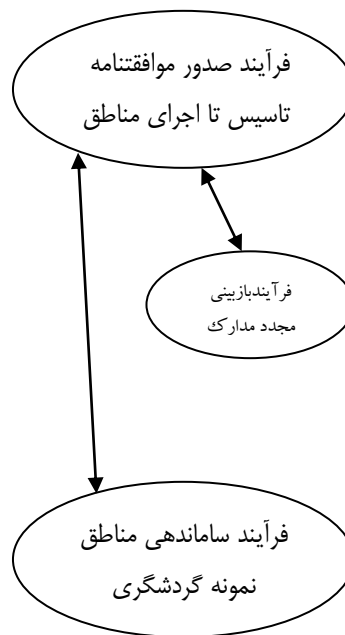 فرآیند صدور موافقتنامه
تاسیس تا اجرای مناطق
فرآیندبازبینی
مجدد مدارک
فرآیند ساماندهی مناطق
نمونه گردشگری